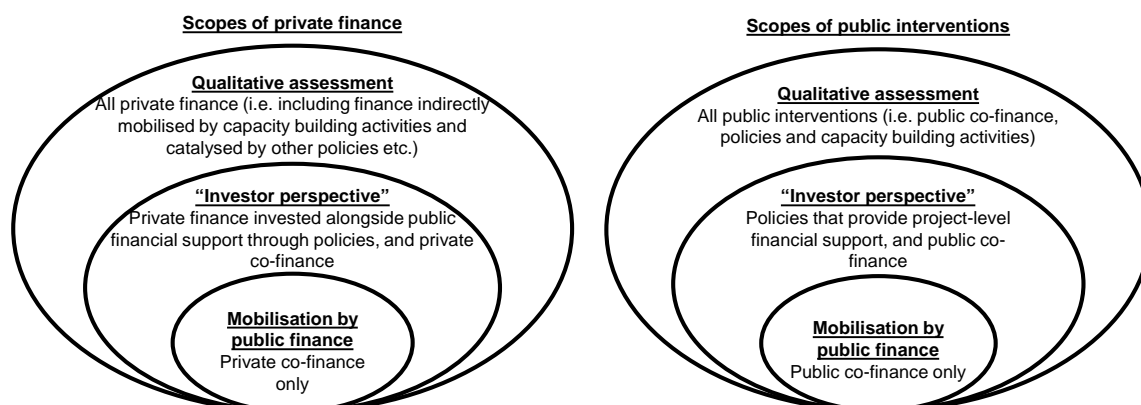 Scopes of private finance
Qualitative assessment
All private finance (i.e. including finance indirectly
mobilised by capacity building activities and
catalysed by other policies etc.)
“Investor perspective”
Private finance invested alongside public
financial support through policies, and private
co-finance
Mobilisation by
public finance
Private co-finance
only
Scopes of public interventions
Qualitative assessment
All public interventions (i.e. public co-finance,
policies and capacity building activities)
“Investor perspective”
Policies that provide project-level
financial support, and public co-
finance
Mobilisation by
public finance
Public co-finance only